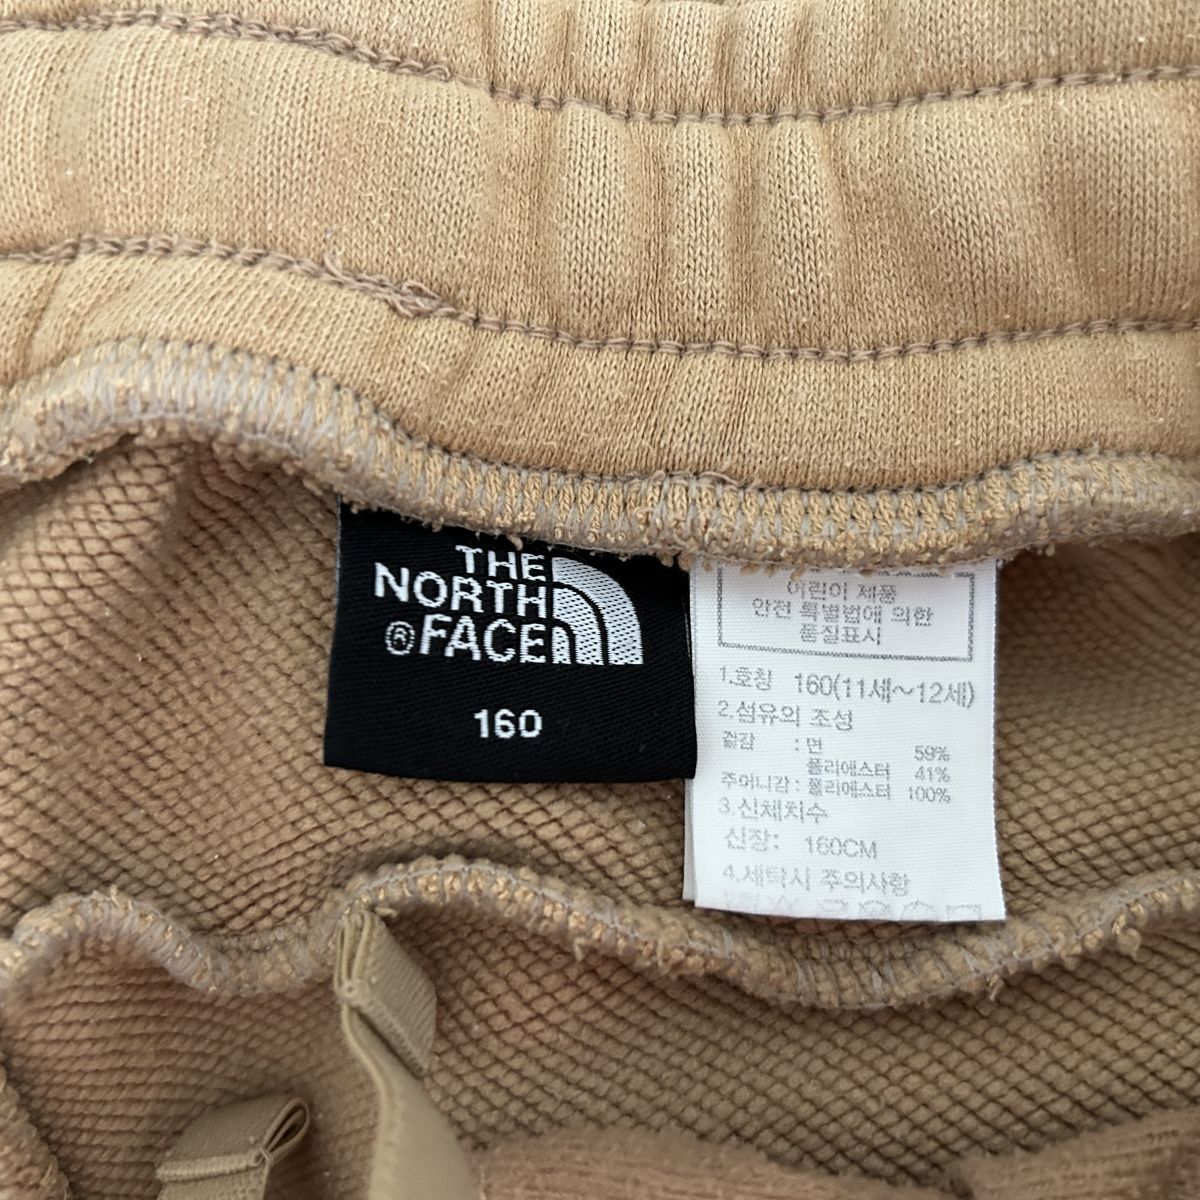 THE
NORTH
® FACE
160
어린이 제품
안전 특별법에 의한
품질표시
1.호칭 160(11세~12세)
2.섬유의 조성
겉감 : 면 59%
폴리에스터 41%
주머니감 : 폴리에스터 100%
3.신체치수
신장: 160CM
4.세탁시 주의사항